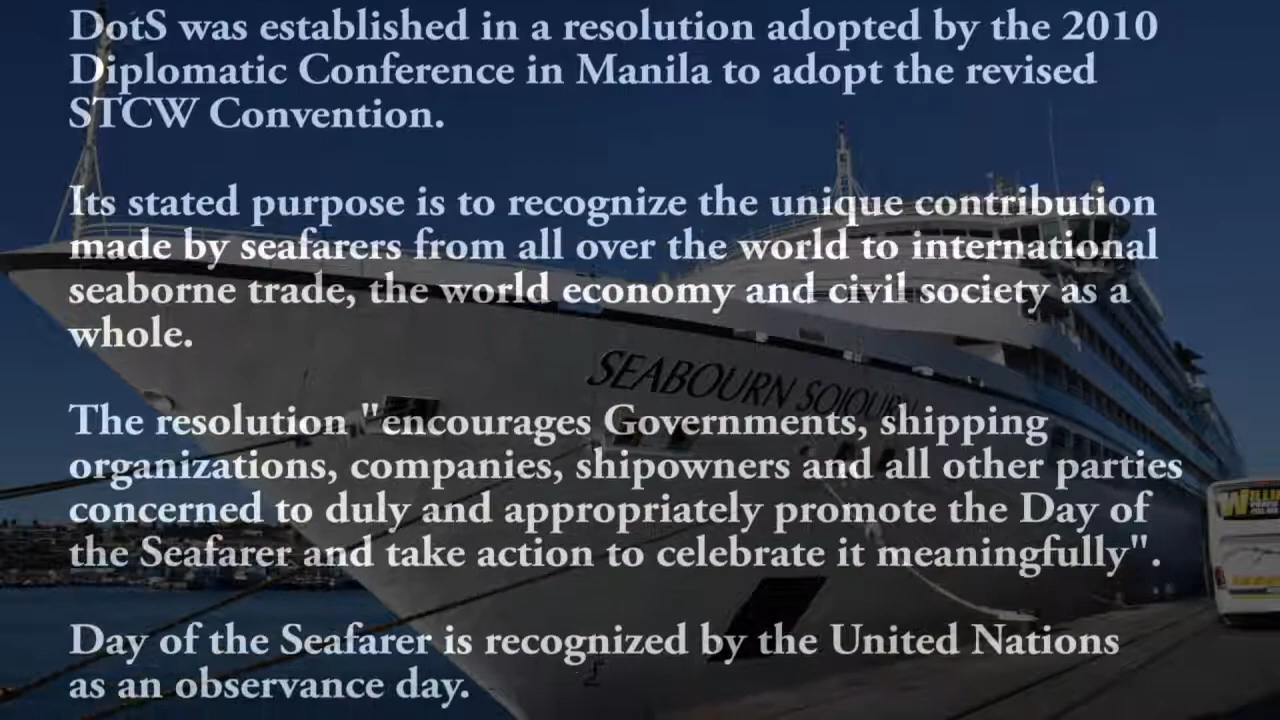 DotS was established in a resolution adopted by the 2010
Diplomatic Conference in Manila to adopt the revised
STCW Convention.
Its stated purpose is to recognize the unique contribution
made by seafarers from all over the world to international
seaborne trade, the world economy and civil society as a
whole.
SEABOURN SOJOURN
The resolution "encourages Governments, shipping
organizations, companies, shipowners and all other parties
concerned to duly and appropriately promote the Day of
the Seafarer and take action to celebrate it meaningfully".
Day of the Seafarer is recognized by the United Nations
as an observance day.